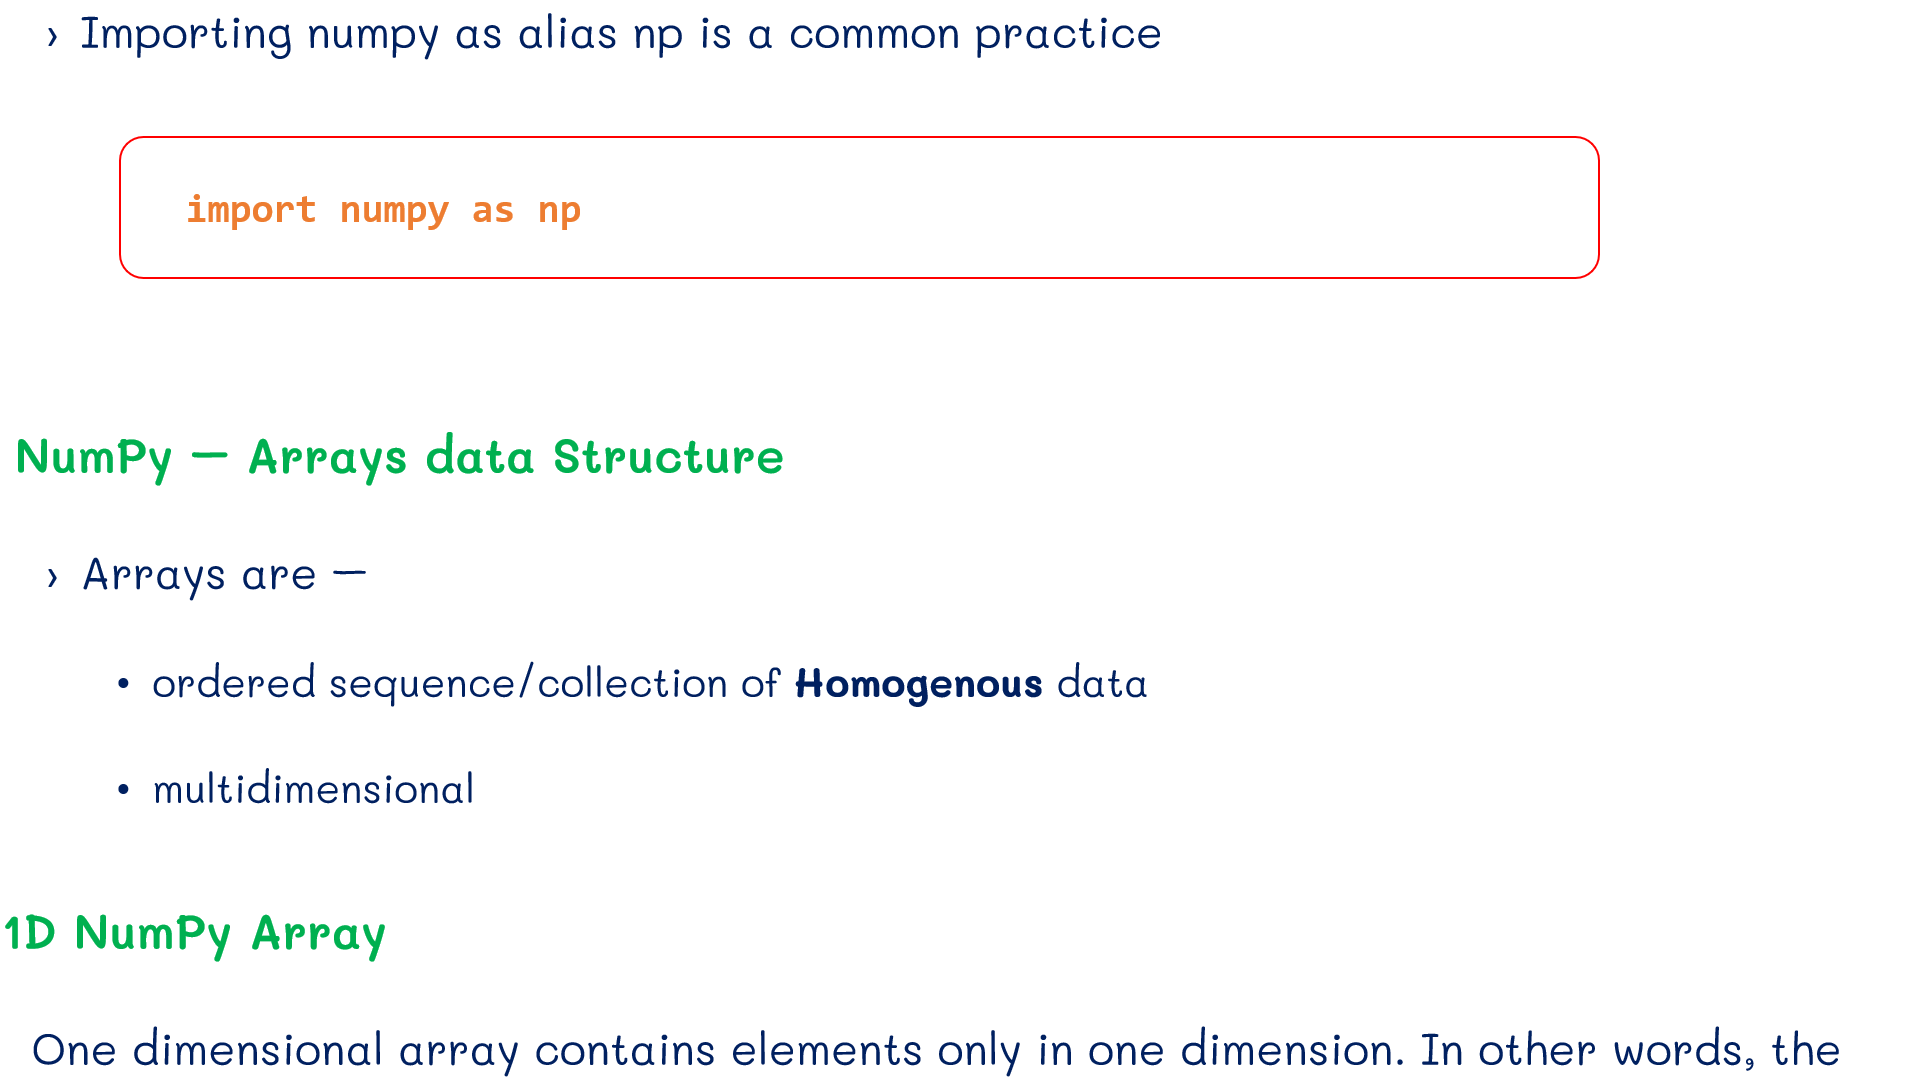 › Importing numpy as alias np is a common practice
import numpy as np
NumPy – Arrays data Structure
› Arrays are –
• ordered sequence/collection of Homogenous data
• multidimensional
1D NumPy Array
One dimensional array contains elements only in one dimension. In other words, the